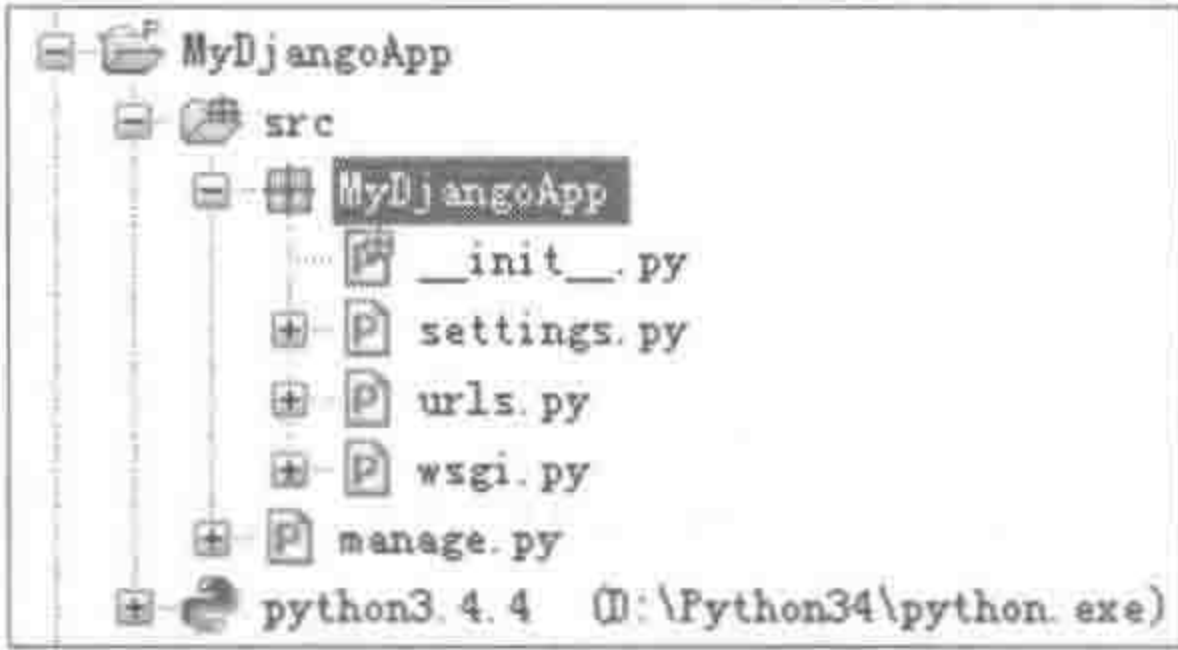 MyDjangoApp
src
MyDjangoApp
__init__.py
settings.py
urls.py
wsgi.py
manage.py
python3.4.4 (D:\Python34\python.exe)